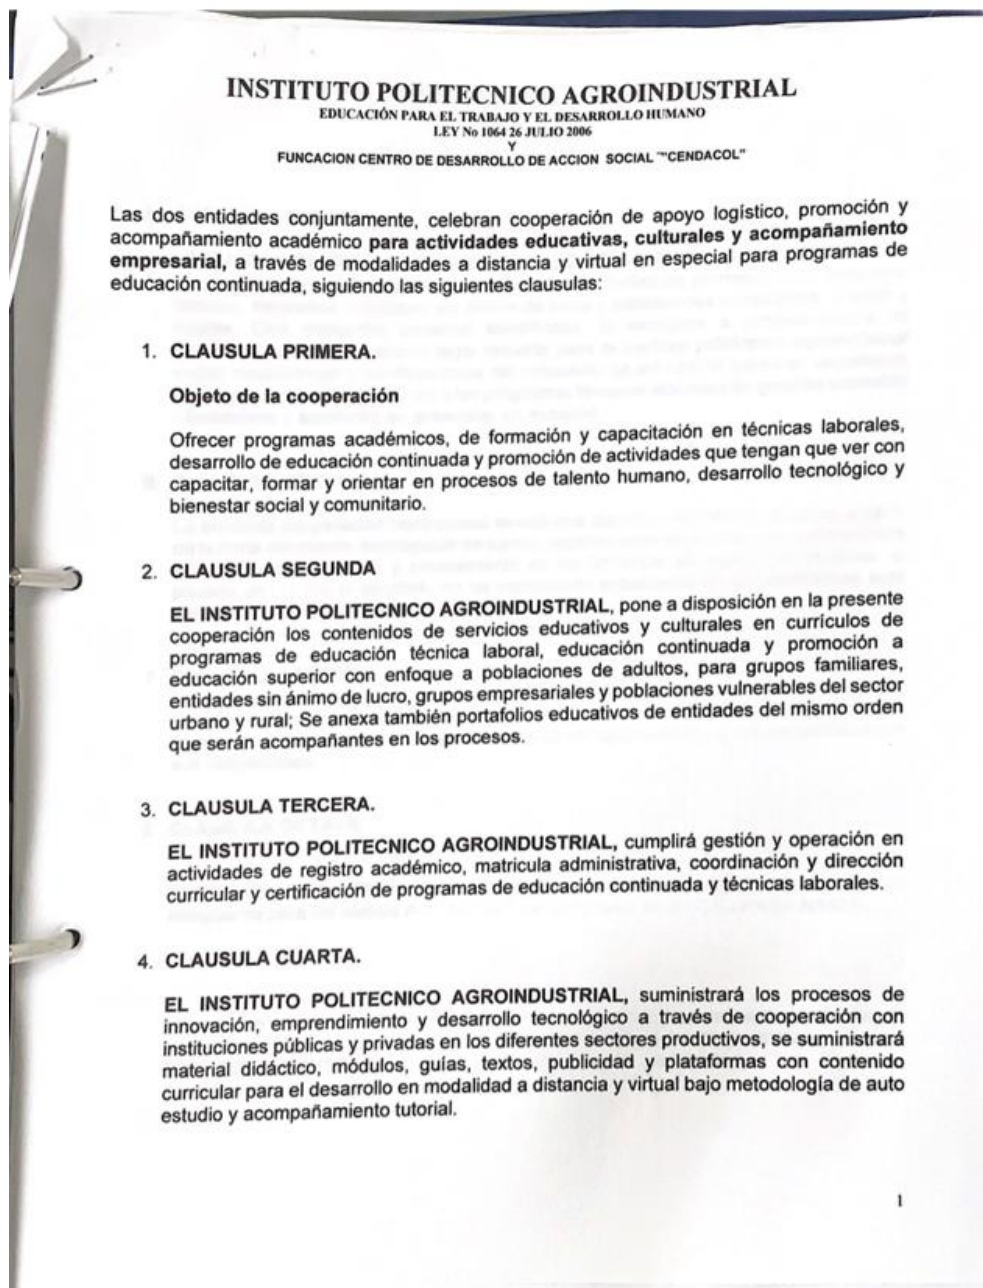 INSTITUTO POLITECNICO AGROINDUSTRIAL
EDUCACIÓN PARA EL TRABAJO Y EL DESARROLLO HUMANO
LEY No 1064 26 JULIO 2006
Y
FUNCACION CENTRO DE DESARROLLO DE ACCION SOCIAL ""CENDACOL"
Las dos entidades conjuntamente, celebran cooperación de apoyo logístico, promoción y
acompañamiento académico para actividades educativas, culturales y acompañamiento
empresarial, a través de modalidades a distancia y virtual en especial para programas de
educación continuada, siguiendo las siguientes clausulas:
1. CLAUSULA PRIMERA.
Objeto de la cooperación
Ofrecer programas académicos, de formación y capacitación en técnicas laborales,
desarrollo de educación continuada y promoción de actividades que tengan que ver con
capacitar, formar y orientar en procesos de talento humano, desarrollo tecnológico y
bienestar social y comunitario.
2. CLAUSULA SEGUNDA
EL INSTITUTO POLITECNICO AGROINDUSTRIAL, pone a disposición en la presente
cooperación los contenidos de servicios educativos y culturales en currículos de
programas de educación técnica laboral, educación continuada y promoción a
educación superior con enfoque a poblaciones de adultos, para grupos familiares,
entidades sin ánimo de lucro, grupos empresariales y poblaciones vulnerables del sector
urbano y rural; Se anexa también portafolios educativos de entidades del mismo orden
que serán acompañantes en los procesos.
3. CLAUSULA TERCERA.
EL INSTITUTO POLITECNICO AGROINDUSTRIAL, cumplirá gestión y operación en
actividades de registro académico, matricula administrativa, coordinación y dirección
curricular y certificación de programas de educación continuada y técnicas laborales.
4. CLAUSULA CUARTA.
EL INSTITUTO POLITECNICO AGROINDUSTRIAL, suministrará los procesos de
innovación, emprendimiento y desarrollo tecnológico a través de cooperación con
instituciones públicas y privadas en los diferentes sectores productivos, se suministrará
material didáctico, módulos, guías, textos, publicidad y plataformas con contenido
curricular para el desarrollo en modalidad a distancia y virtual bajo metodología de auto
estudio y acompañamiento tutorial.
1